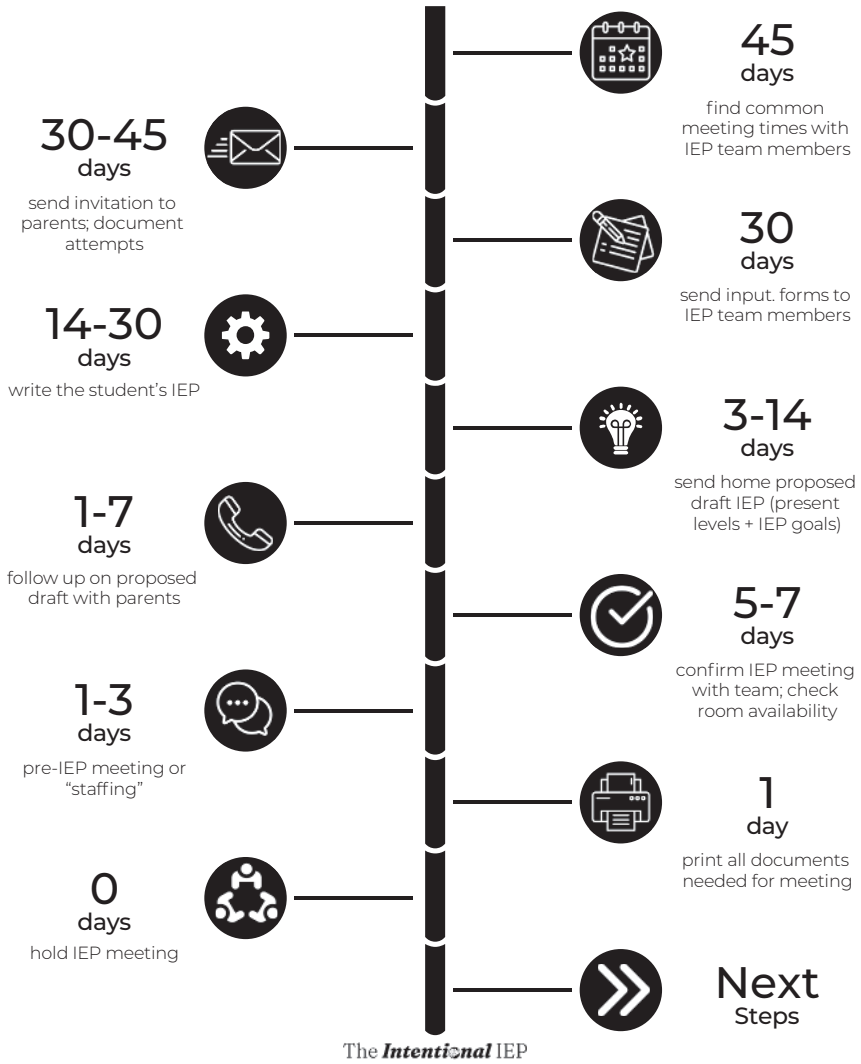 45
days
find common
meeting times with
IEP team members
30-45
days
send invitation to
parents; document
attempts
30
days
send input. forms to
IEP team members
14-30
days
write the student's IEP
3-14
days
send home proposed
draft IEP (present
levels + IEP goals)
1-7
days
follow up on proposed
draft with parents
5-7
days
confirm IEP meeting
with team; check
room availability
1-3
days
pre-IEP meeting or
“staffing”
1
day
print all documents
needed for meeting
0
days
hold IEP meeting
Next
Steps
The Intentional IEP